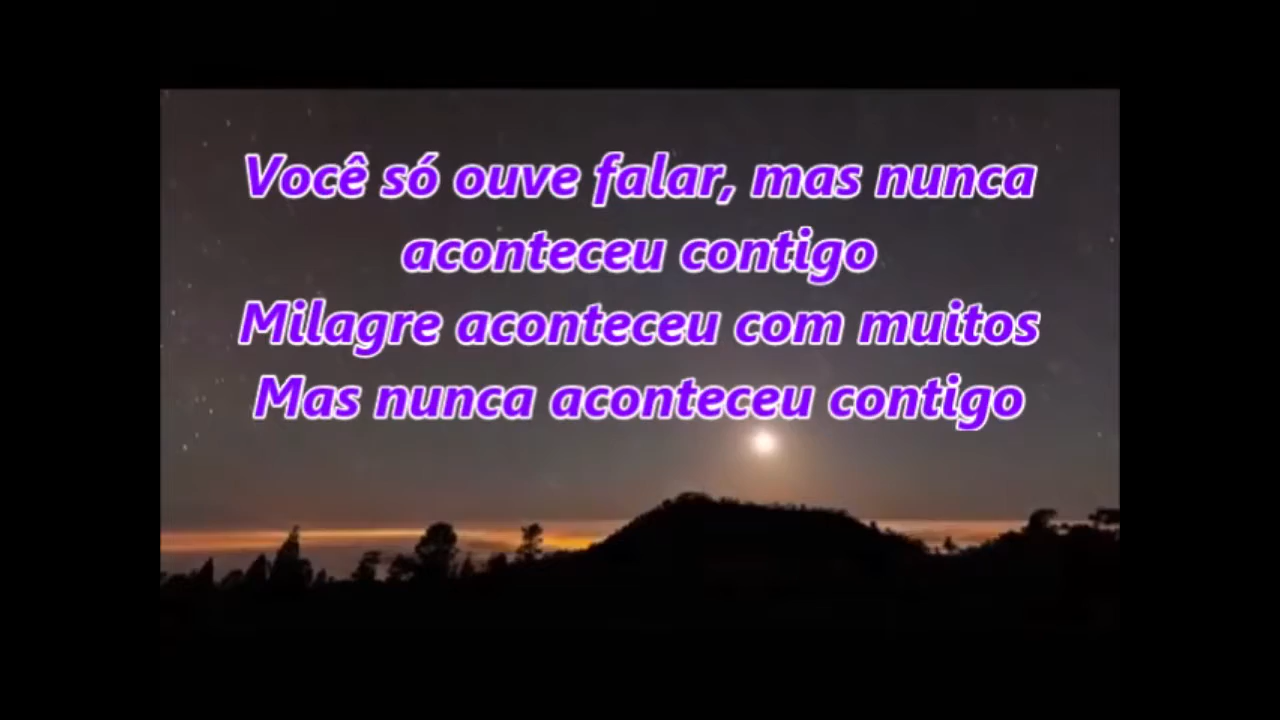 Você só ouve falar, mas nunca
aconteceu contigo
Milagre aconteceu com muitos
Mas nunca aconteceu contigo